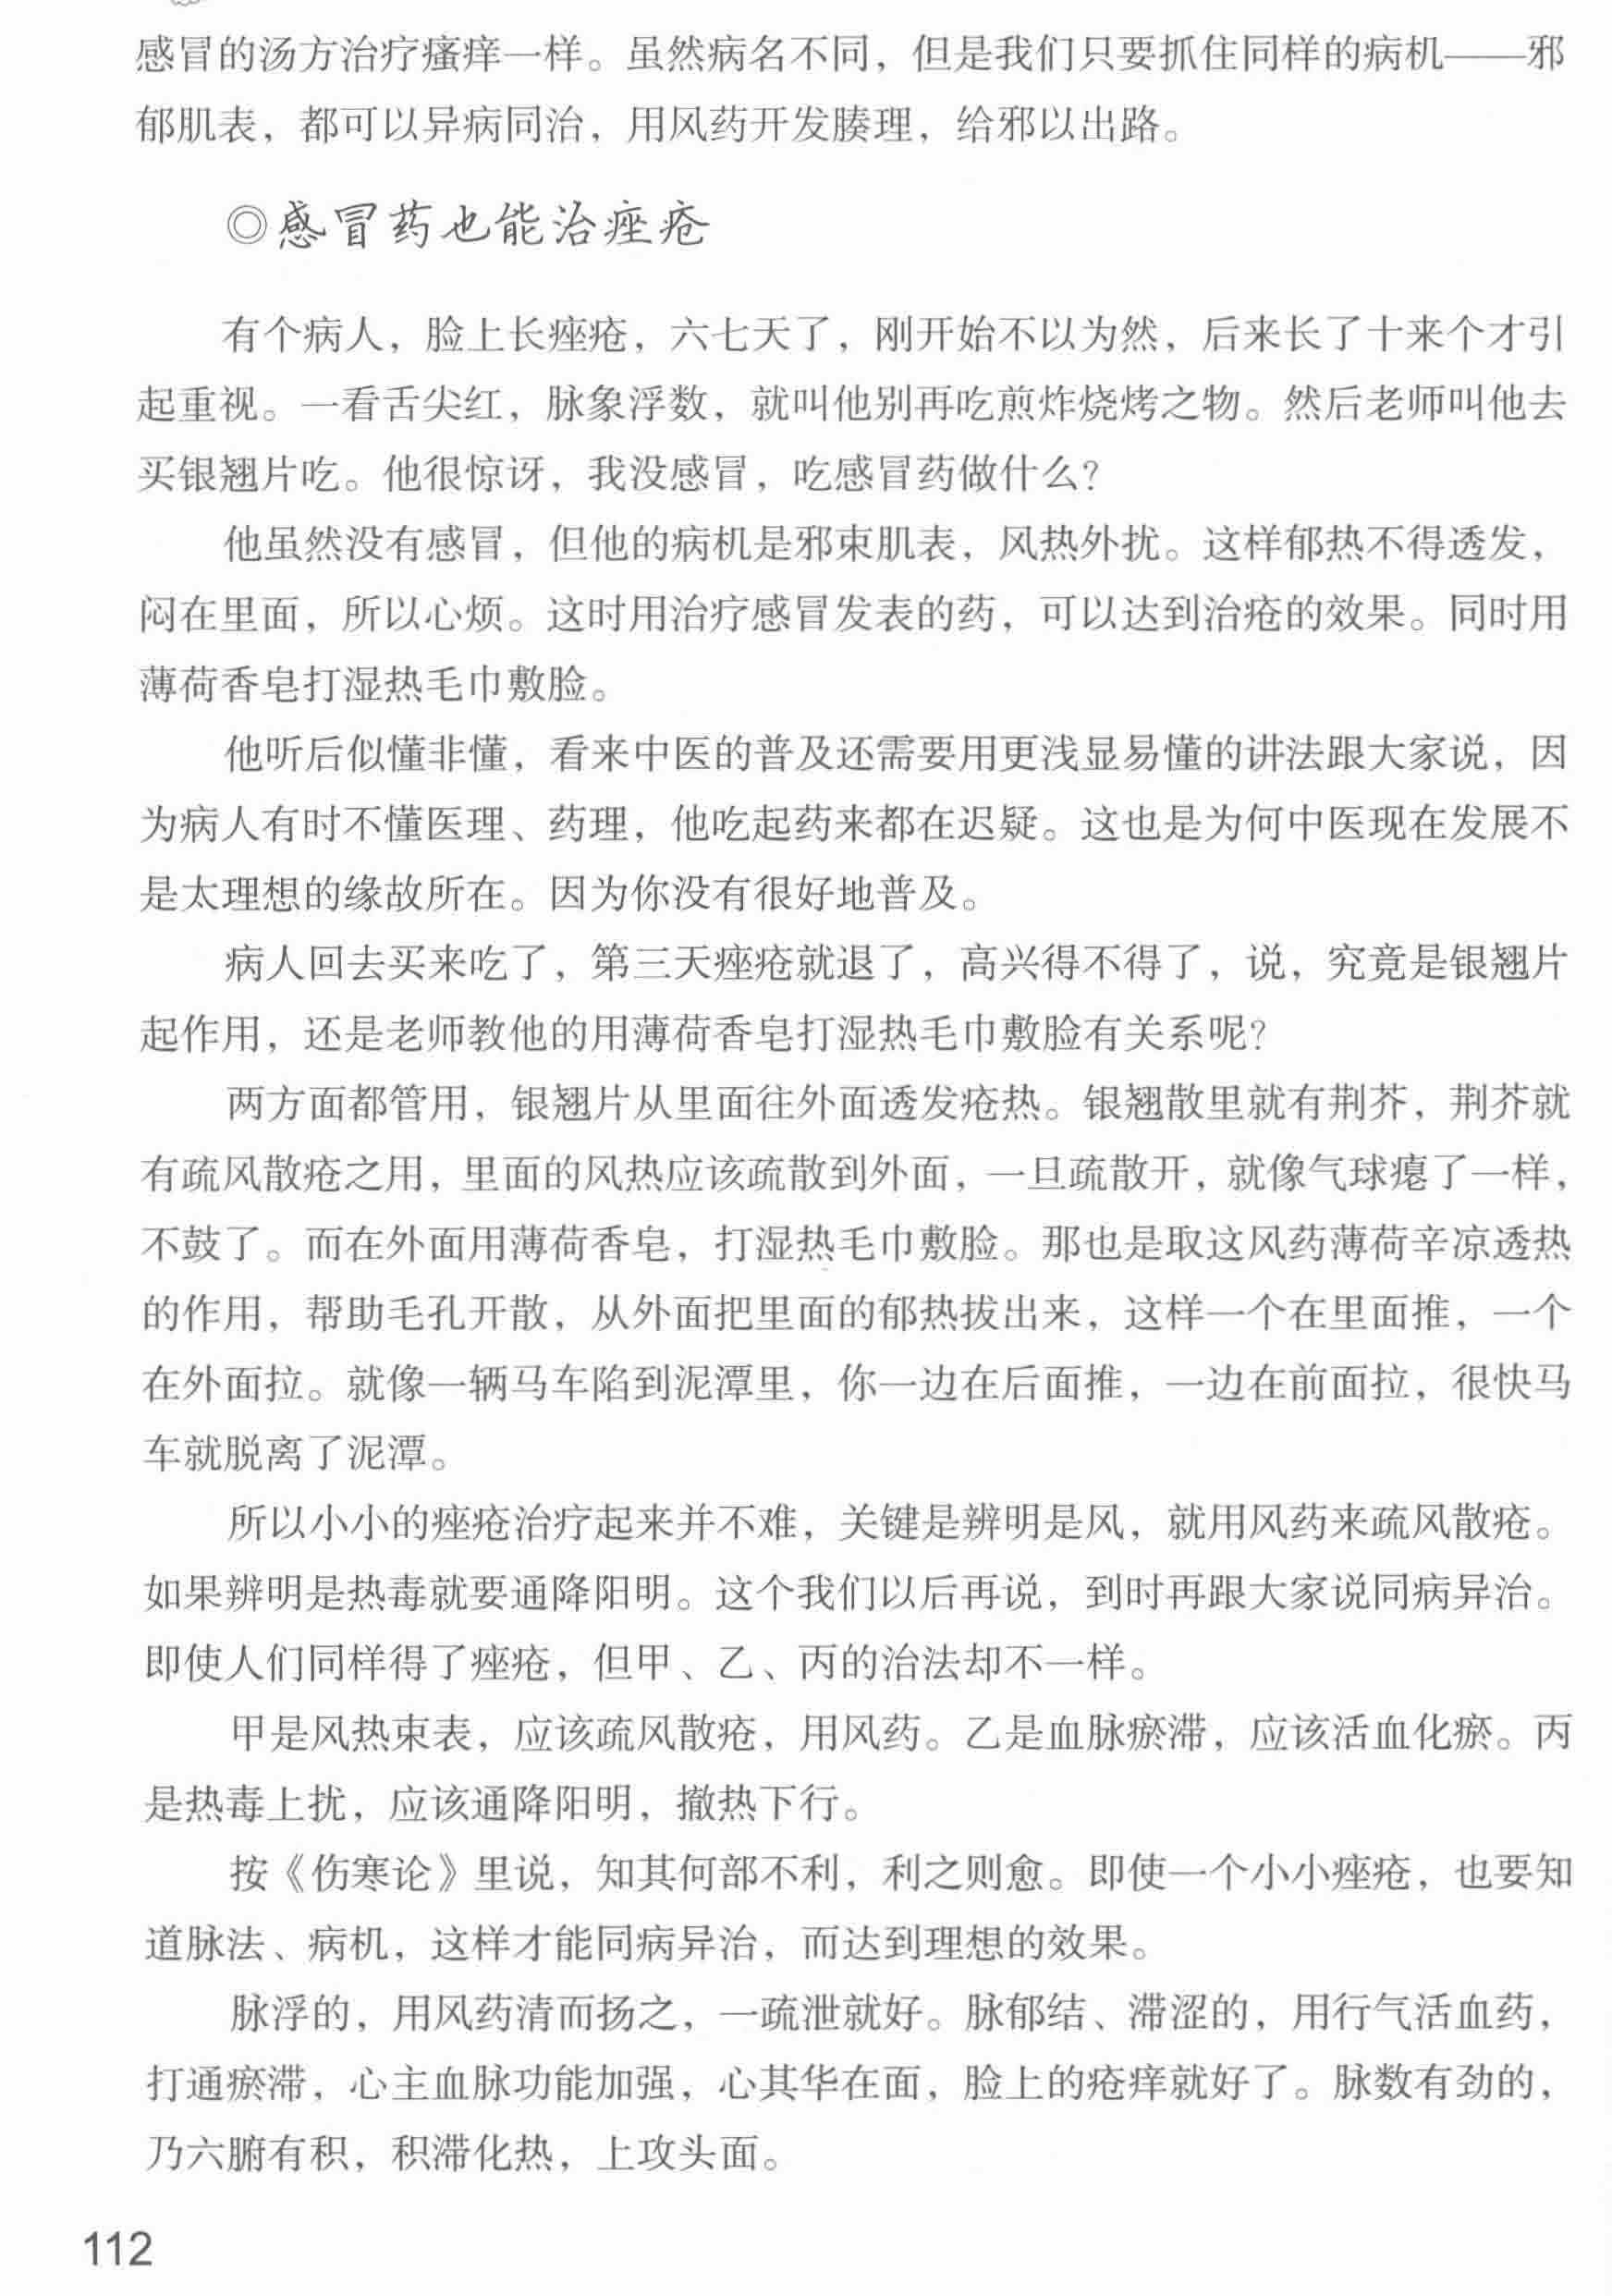 感冒的汤方治疗瘙痒一样。虽然病名不同，但是我们只要抓住同样的病机——邪
郁肌表，都可以异病同治，用风药开发腠理，给邪以出路。
◎感冒药也能治痤疮
有个病人，脸上长痤疮，六七天了，刚开始不以为然，后来长了十来个才引
起重视。一看舌尖红，脉象浮数，就叫他别再吃煎炸烧烤之物。然后老师叫他去
买银翘片吃。他很惊讶，我没感冒，吃感冒药做什么？
他虽然没有感冒，但他的病机是邪束肌表，风热外扰。这样郁热不得透发，
闷在里面，所以心烦。这时用治疗感冒发表的药，可以达到治疮的效果。同时用
薄荷香皂打湿热毛巾敷脸。
他听后似懂非懂，看来中医的普及还需要用更浅显易懂的讲法跟大家说，因
为病人有时不懂医理、药理，他吃起药来都在迟疑。这也是为何中医现在发展不
是太理想的缘故所在。因为你没有很好地普及。
病人回去买来吃了，第三天痤疮就退了，高兴得不得了，说，究竟是银翘片
起作用，还是老师教他的用薄荷香皂打湿热毛巾敷脸有关系呢？
两方面都管用，银翘片从里面往外面透发疮热。银翘散里就有荆芥，荆芥就
有疏风散疮之用，里面的风热应该疏散到外面，一旦疏散开，就像气球瘪了一样，
不鼓了。而在外面用薄荷香皂，打湿热毛巾敷脸。那也是取这风药薄荷辛凉透热
的作用，帮助毛孔开散，从外面把里面的郁热拔出来，这样一个在里面推，一个
在外面拉。就像一辆马车陷到泥潭里，你一边在后面推，一边在前面拉，很快马
车就脱离了泥潭。
所以小小的痤疮治疗起来并不难，关键是辨明是风，就用风药来疏风散疮。
如果辨明是热毒就要通降阳明。这个我们以后再说，到时再跟大家说同病异治。
即使人们同样得了痤疮，但甲、乙、丙的治法却不一样。
甲是风热束表，应该疏风散疮，用风药。乙是血脉瘀滞，应该活血化瘀。丙
是热毒上扰，应该通降阳明，撤热下行。
按《伤寒论》里说，知其何部不利，利之则愈。即使一个小小痤疮，也要知
道脉法、病机，这样才能同病异治，而达到理想的效果。
脉浮的，用风药清而扬之，一疏泄就好。脉郁结、滞涩的，用行气活血药，
打通瘀滞，心主血脉功能加强，心其华在面，脸上的疮痒就好了。脉数有劲的，
乃六腑有积，积滞化热，上攻头面。
112